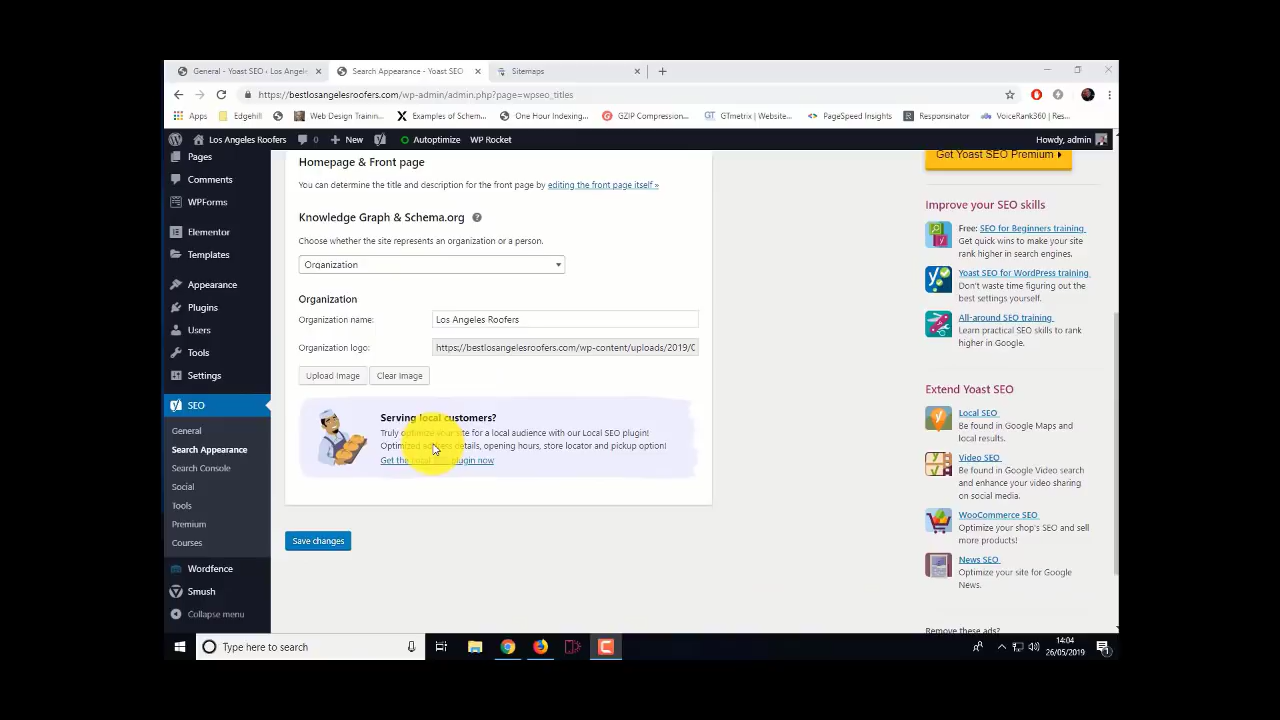 General - Yoast SEO ‹ Los Angel
Search Appearance - Yoast SEO
Sitemaps
https://bestlosangelesroofers.com/wp-admin/admin.php?page=wpseo_titles
Apps
Edgehill
Web Design Trainin...
Examples of Schem...
One Hour Indexing...
GZIP Compression...
GTmetrix | Website...
PageSpeed Insights
Responsinator
VoiceRank360 | Res...
Los Angeles Roofers
0
+ New
Autoptimize
WP Rocket
Howdy, admin
Pages
Comments
WPForms
Elementor
Templates
Appearance
Plugins
Users
Tools
Settings
SEO
General
Search Appearance
Search Console
Social
Tools
Premium
Courses
Wordfence
Smush
Collapse menu
Homepage & Front page
You can determine the title and description for the front page by editing the front page itself »
Knowledge Graph & Schema.org
Choose whether the site represents an organization or a person.
Organization
Organization
Organization name:
Los Angeles Roofers
Organization logo:
https://bestlosangelesroofers.com/wp-content/uploads/2019/0
Upload Image
Clear Image
Serving local customers?
Truly optimize your site for a local audience with our Local SEO plugin!
Optimized address details, opening hours, store locator and pickup option!
Get the Local SEO plugin now
Save changes
Get Yoast SEO Premium
Improve your SEO skills
Free: SEO for Beginners training
Get quick wins to make your site
rank higher in search engines.
Yoast SEO for WordPress training
Don't waste time figuring out the
best settings yourself.
All-around SEO training
Learn practical SEO skills to rank
higher in Google.
Extend Yoast SEO
Local SEO
Be found in Google Maps and
local results.
Video SEO
Be found in Google Video search
and enhance your video sharing
on social media.
WooCommerce SEO
Optimize your shop's SEO and sell
more products!
News SEO
Optimize your site for Google
News.
Remove these ads?
Type here to search
14:04
26/05/2019